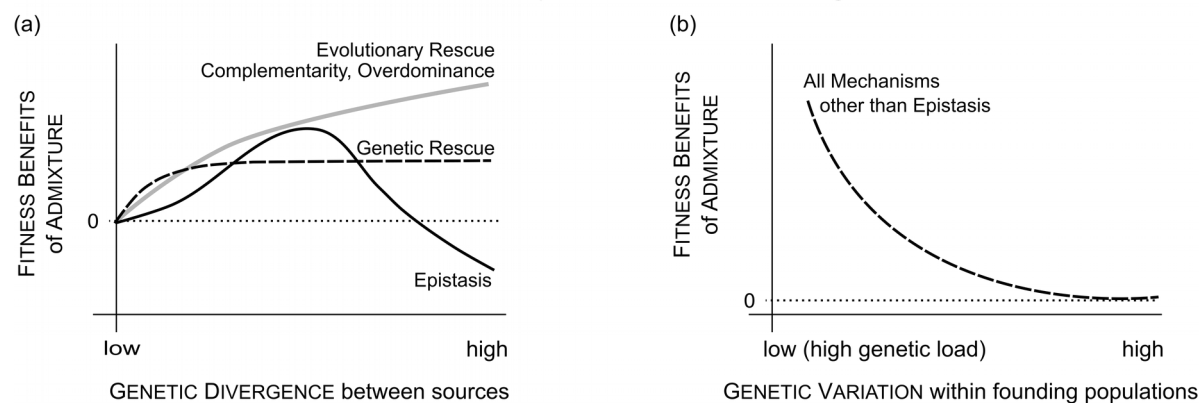 (a)
FITNESS BENEFITS
of ADMIXTURE
Evolutionary Rescue
Complementarity, Overdominance
Genetic Rescue
0
Epistasis
low
high
GENETIC DIVERGENCE between sources
(b)
FITNESS BENEFITS
of ADMIXTURE
All Mechanisms
other than Epistasis
0
low (high genetic load)
high
GENETIC VARIATION within founding populations